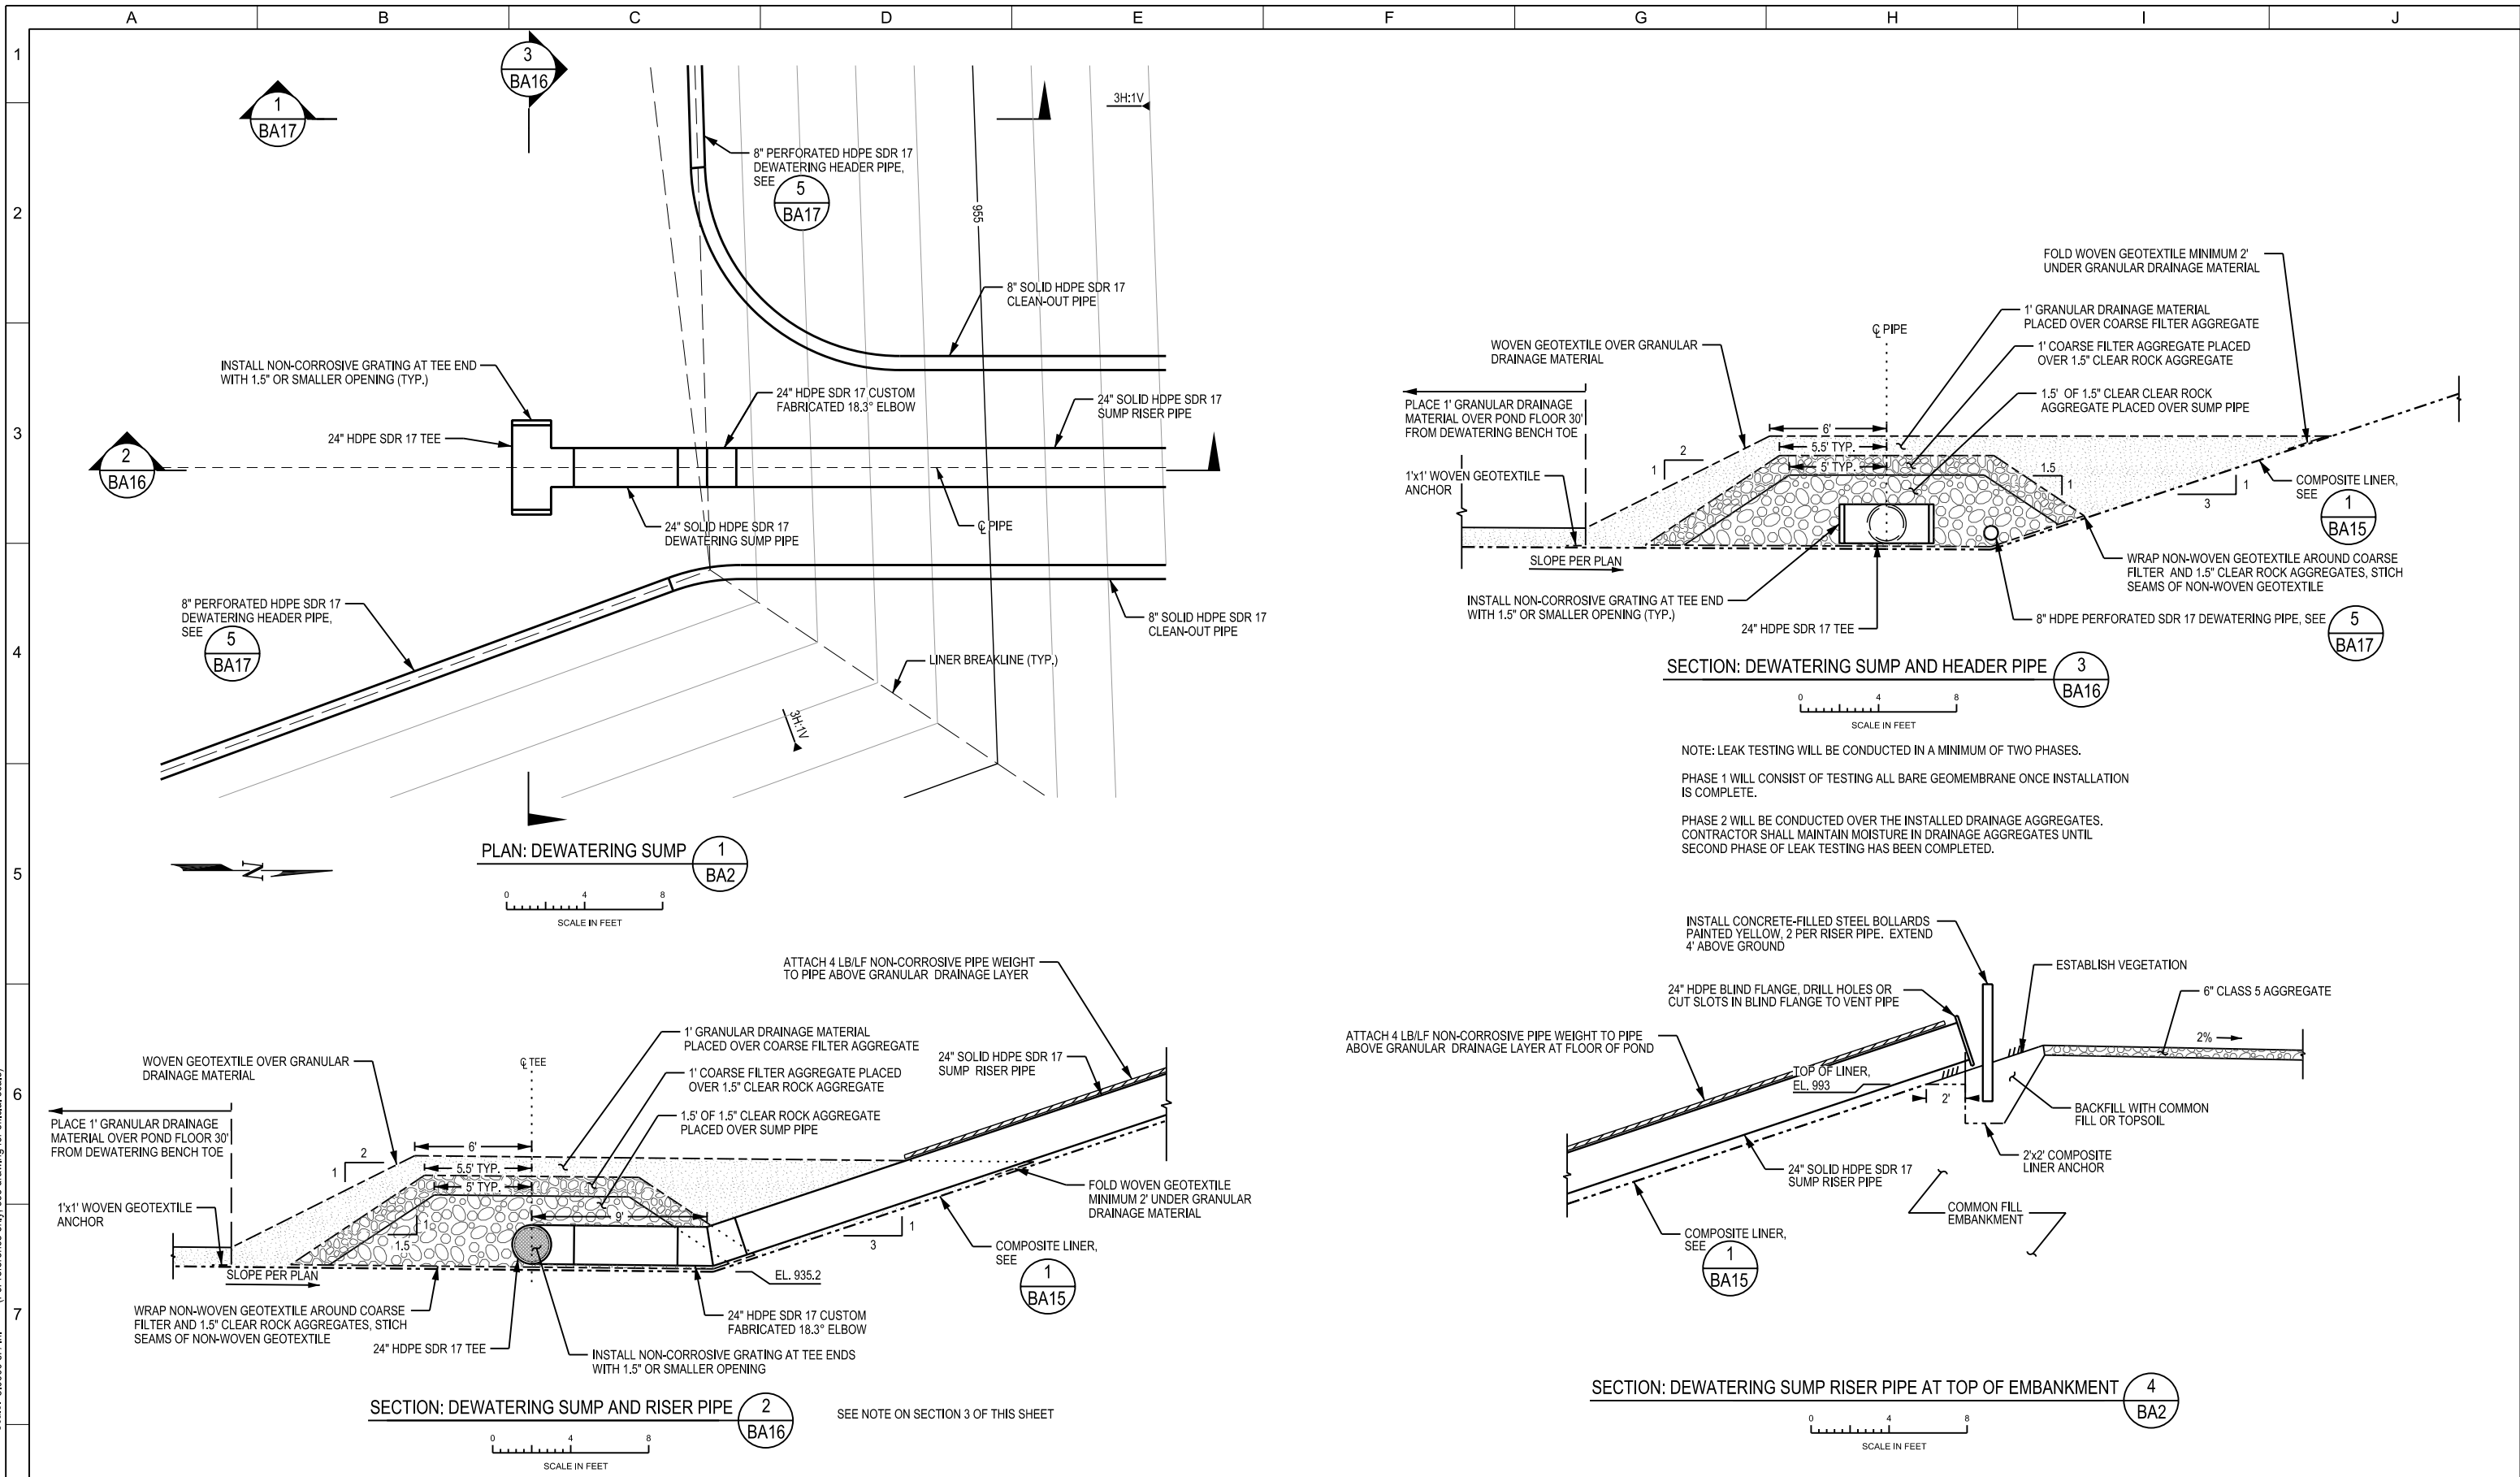 A B C D E F G H I J
1
2
3
4
5
6
7
1
BA17
3
BA16
8" PERFORATED HDPE SDR 17
DEWATERING HEADER PIPE,
SEE
5
BA17
3H:1V
955
8" SOLID HDPE SDR 17
CLEAN-OUT PIPE
INSTALL NON-CORROSIVE GRATING AT TEE END
WITH 1.5" OR SMALLER OPENING (TYP.)
24" HDPE SDR 17 CUSTOM
FABRICATED 18.3° ELBOW
24" SOLID HDPE SDR 17
SUMP RISER PIPE
24" HDPE SDR 17 TEE
2
BA16
24" SOLID HDPE SDR 17
DEWATERING SUMP PIPE
℄ PIPE
8" PERFORATED HDPE SDR 17
DEWATERING HEADER PIPE,
SEE
5
BA17
8" SOLID HDPE SDR 17
CLEAN-OUT PIPE
LINER BREAKLINE (TYP.)
3H:1V
N
PLAN: DEWATERING SUMP
1
BA2
0 4 8
SCALE IN FEET
FOLD WOVEN GEOTEXTILE MINIMUM 2'
UNDER GRANULAR DRAINAGE MATERIAL
1' GRANULAR DRAINAGE MATERIAL
PLACED OVER COARSE FILTER AGGREGATE
℄ PIPE
WOVEN GEOTEXTILE OVER GRANULAR
DRAINAGE MATERIAL
1' COARSE FILTER AGGREGATE PLACED
OVER 1.5" CLEAR ROCK AGGREGATE
1.5' OF 1.5" CLEAR CLEAR ROCK
AGGREGATE PLACED OVER SUMP PIPE
PLACE 1' GRANULAR DRAINAGE
MATERIAL OVER POND FLOOR 30'
FROM DEWATERING BENCH TOE
6'
5.5' TYP.
5' TYP.
2
1
1.5
1
3
1
1'x1' WOVEN GEOTEXTILE
ANCHOR
COMPOSITE LINER,
SEE
1
BA15
SLOPE PER PLAN
WRAP NON-WOVEN GEOTEXTILE AROUND COARSE
FILTER AND 1.5" CLEAR ROCK AGGREGATES, STICH
SEAMS OF NON-WOVEN GEOTEXTILE
INSTALL NON-CORROSIVE GRATING AT TEE END
WITH 1.5" OR SMALLER OPENING (TYP.)
24" HDPE SDR 17 TEE
8" HDPE PERFORATED SDR 17 DEWATERING PIPE, SEE
5
BA17
SECTION: DEWATERING SUMP AND HEADER PIPE
3
BA16
0 4 8
SCALE IN FEET
NOTE: LEAK TESTING WILL BE CONDUCTED IN A MINIMUM OF TWO PHASES.
PHASE 1 WILL CONSIST OF TESTING ALL BARE GEOMEMBRANE ONCE INSTALLATION
IS COMPLETE.
PHASE 2 WILL BE CONDUCTED OVER THE INSTALLED DRAINAGE AGGREGATES.
CONTRACTOR SHALL MAINTAIN MOISTURE IN DRAINAGE AGGREGATES UNTIL
SECOND PHASE OF LEAK TESTING HAS BEEN COMPLETED.
ATTACH 4 LB/LF NON-CORROSIVE PIPE WEIGHT
TO PIPE ABOVE GRANULAR DRAINAGE LAYER
1' GRANULAR DRAINAGE MATERIAL
PLACED OVER COARSE FILTER AGGREGATE
WOVEN GEOTEXTILE OVER GRANULAR
DRAINAGE MATERIAL
℄ TEE
24" SOLID HDPE SDR 17
SUMP RISER PIPE
1' COARSE FILTER AGGREGATE PLACED
OVER 1.5" CLEAR ROCK AGGREGATE
1.5' OF 1.5" CLEAR ROCK AGGREGATE
PLACED OVER SUMP PIPE
PLACE 1' GRANULAR DRAINAGE
MATERIAL OVER POND FLOOR 30'
FROM DEWATERING BENCH TOE
6'
5.5' TYP.
5' TYP.
9'
2
1
1
1.5
1
3
1'x1' WOVEN GEOTEXTILE
ANCHOR
FOLD WOVEN GEOTEXTILE
MINIMUM 2' UNDER GRANULAR
DRAINAGE MATERIAL
COMPOSITE LINER,
SEE
1
BA15
SLOPE PER PLAN
EL. 935.2
WRAP NON-WOVEN GEOTEXTILE AROUND COARSE
FILTER AND 1.5" CLEAR ROCK AGGREGATES, STICH
SEAMS OF NON-WOVEN GEOTEXTILE
24" HDPE SDR 17 TEE
24" HDPE SDR 17 CUSTOM
FABRICATED 18.3° ELBOW
INSTALL NON-CORROSIVE GRATING AT TEE ENDS
WITH 1.5" OR SMALLER OPENING
SECTION: DEWATERING SUMP AND RISER PIPE
2
BA16
SEE NOTE ON SECTION 3 OF THIS SHEET
0 4 8
SCALE IN FEET
INSTALL CONCRETE-FILLED STEEL BOLLARDS
PAINTED YELLOW, 2 PER RISER PIPE. EXTEND
4' ABOVE GROUND
ESTABLISH VEGETATION
24" HDPE BLIND FLANGE, DRILL HOLES OR
CUT SLOTS IN BLIND FLANGE TO VENT PIPE
6" CLASS 5 AGGREGATE
ATTACH 4 LB/LF NON-CORROSIVE PIPE WEIGHT TO PIPE
ABOVE GRANULAR DRAINAGE LAYER AT FLOOR OF POND
2%
TOP OF LINER,
EL. 993
2'
BACKFILL WITH COMMON
FILL OR TOPSOIL
2'x2' COMPOSITE
LINER ANCHOR
24" SOLID HDPE SDR 17
SUMP RISER PIPE
COMMON FILL
EMBANKMENT
COMPOSITE LINER,
SEE
1
BA15
SECTION: DEWATERING SUMP RISER PIPE AT TOP OF EMBANKMENT
4
BA2
0 4 8
SCALE IN FEET